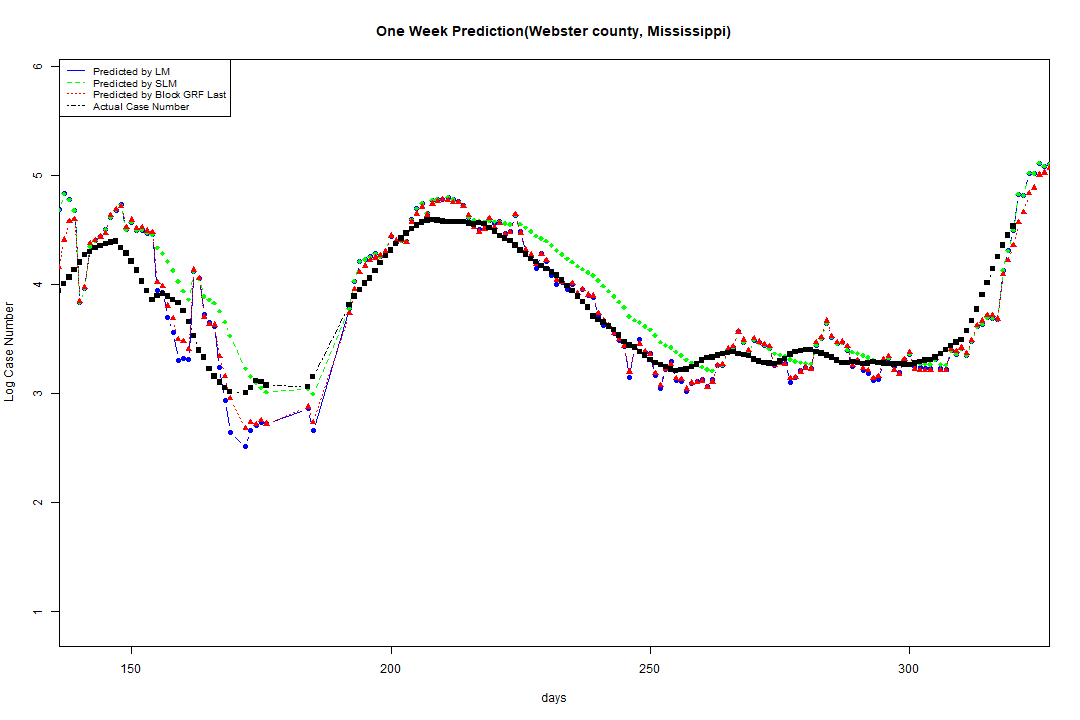 One Week Prediction(Webster county, Mississippi)
Predicted by LM
Predicted by SLM
Predicted by Block GRF Last
Actual Case Number
6
5
4
3
2
1
Log Case Number
150 200 250 300
days